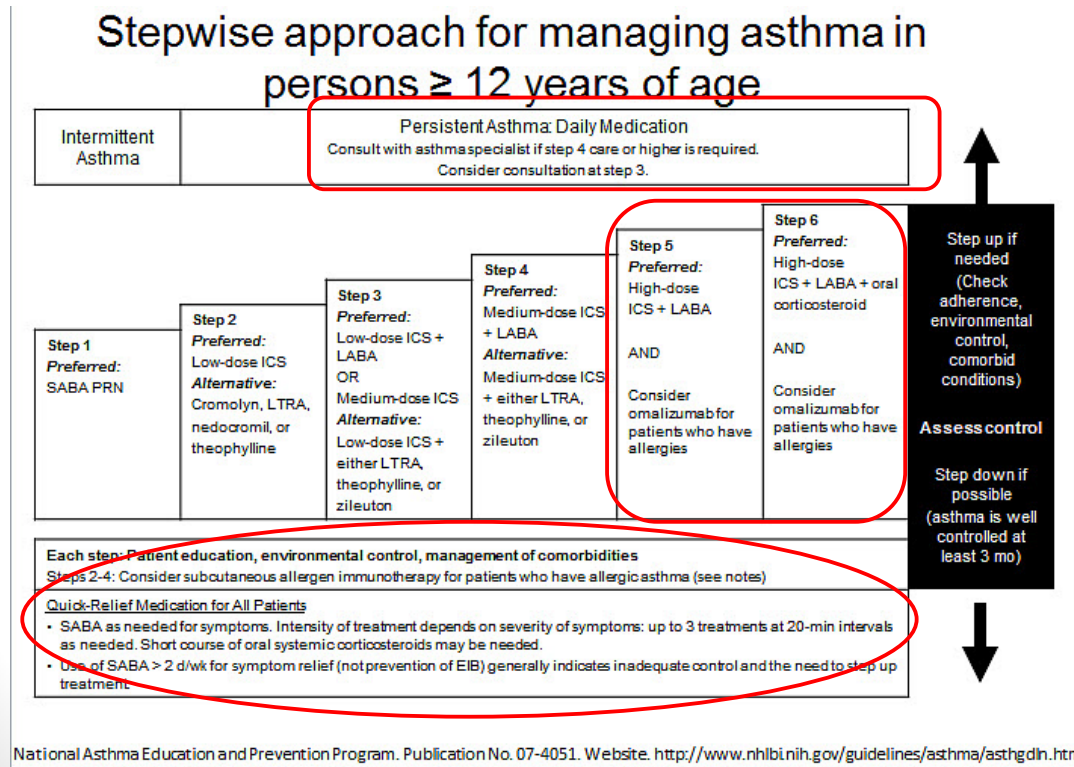 Stepwise approach for managing asthma in
persons ≥ 12 years of age
Intermittent
Asthma
Persistent Asthma: Daily Medication
Consult with asthma specialist if step 4 care or higher is required.
Consider consultation at step 3.
Step 1
Preferred:
SABA PRN
Step 2
Preferred:
Low-dose ICS
Alternative:
Cromolyn, LTRA,
nedocromil, or
theophylline
Step 3
Preferred:
Low-dose ICS +
LABA
OR
Medium-dose ICS
Alternative:
Low-dose ICS +
either LTRA,
theophylline, or
zileuton
Step 4
Preferred:
Medium-dose ICS
+ LABA
Alternative:
Medium-dose ICS
+ either LTRA,
theophylline, or
zileuton
Step 5
Preferred:
High-dose
ICS + LABA
AND
Consider
omalizumab for
patients who have
allergies
Step 6
Preferred:
High-dose
ICS + LABA + oral
corticosteroid
AND
Consider
omalizumab for
patients who have
allergies
Step up if
needed
(Check
adherence,
environmental
control,
comorbid
conditions)
Assess control
Step down if
possible
(asthma is well
controlled at
least 3 mo)
Each step: Patient education, environmental control, management of comorbidities
Steps 2-4: Consider subcutaneous allergen immunotherapy for patients who have allergic asthma (see notes)
Quick-Relief Medication for All Patients
• SABA as needed for symptoms. Intensity of treatment depends on severity of symptoms: up to 3 treatments at 20-min intervals
as needed. Short course of oral systemic corticosteroids may be needed.
• Use of SABA > 2 d/wk for symptom relief (not prevention of EIB) generally indicates inadequate control and the need to step up
treatment.
National Asthma Education and Prevention Program. Publication No. 07-4051. Website. http://www.nhlbi.nih.gov/guidelines/asthma/asthgdln.htm